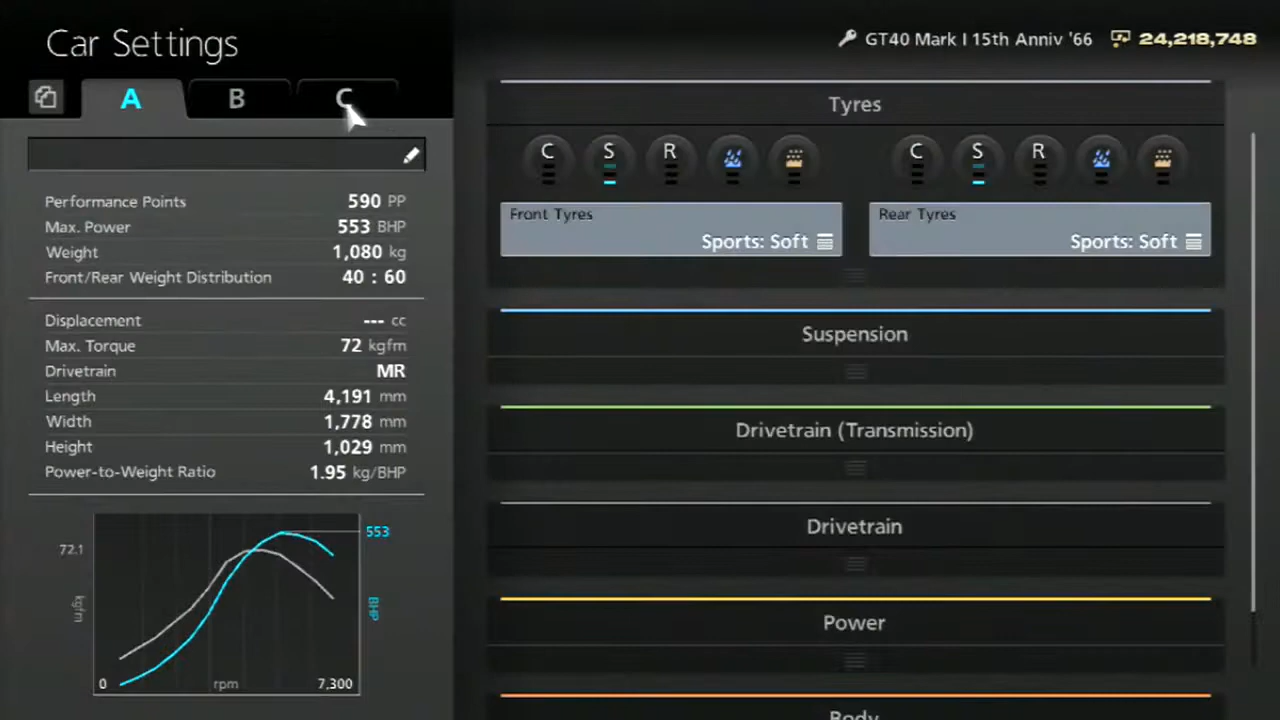 Car Settings
GT40 Mark I 15th Anniv '66 24,218,748
A B C
Performance Points 590 PP
Max. Power 553 BHP
Weight 1,080 kg
Front/Rear Weight Distribution 40 : 60
Displacement --- cc
Max. Torque 72 kgfm
Drivetrain MR
Length 4,191 mm
Width 1,778 mm
Height 1,029 mm
Power-to-Weight Ratio 1.95 kg/BHP
553
72.1
kgfm
BHP
0 rpm 7,300
Tyres
C S R C S R
Front Tyres Rear Tyres
Sports: Soft Sports: Soft
Suspension
Drivetrain (Transmission)
Drivetrain
Power
Body